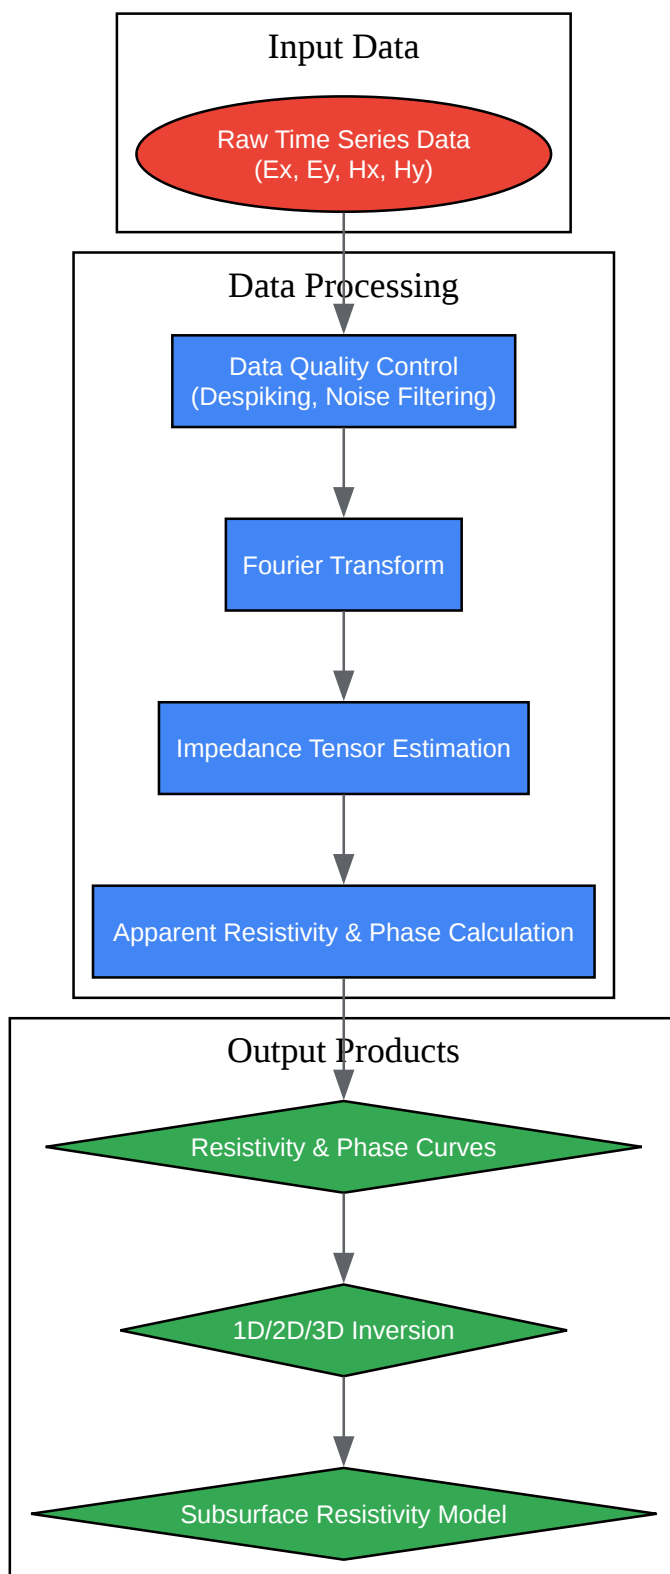 Input Data
Raw Time Series Data
(Ex, Ey, Hx, Hy)
Data Processing
Data Quality Control
(Despiking, Noise Filtering)
Fourier Transform
Impedance Tensor Estimation
Apparent Resistivity & Phase Calculation
Output Products
Resistivity & Phase Curves
1D/2D/3D Inversion
Subsurface Resistivity Model